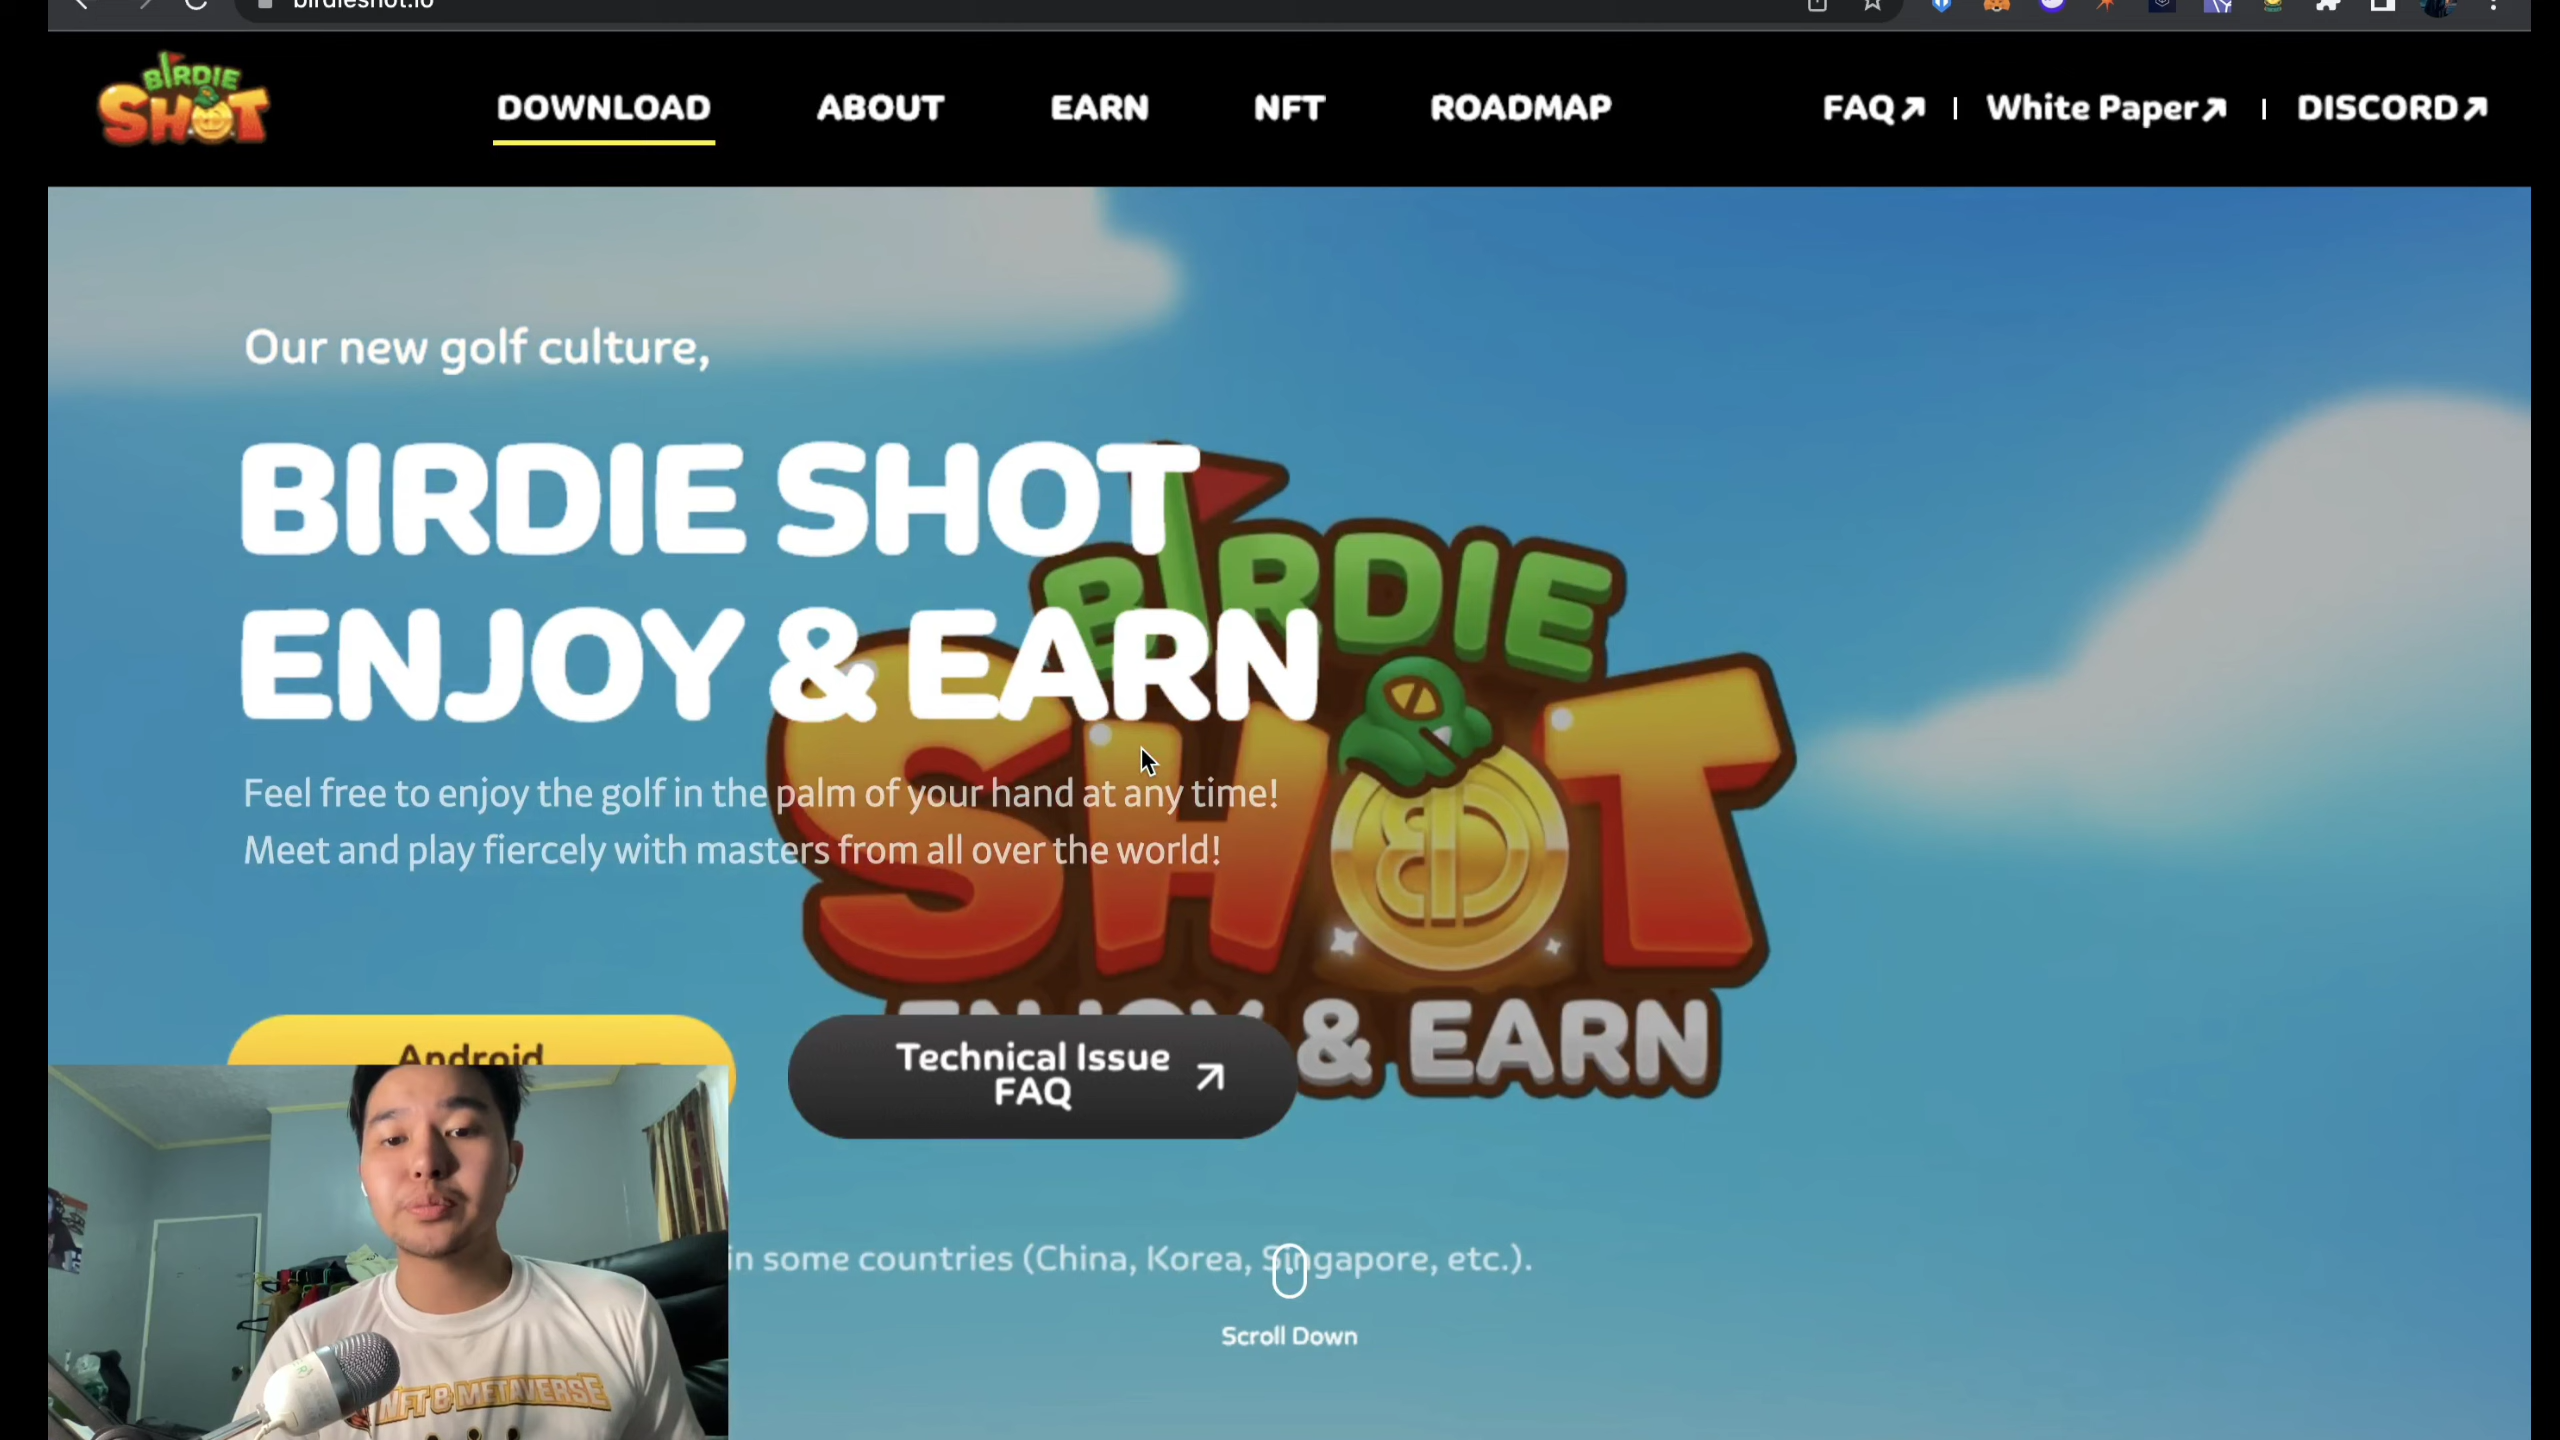 birdieshot.io
BIRDIE
SHOT
DOWNLOAD
ABOUT
EARN
NFT
ROADMAP
FAQ
White Paper
DISCORD
Our new golf culture,
BIRDIE SHOT
ENJOY & EARN
Feel free to enjoy the golf in the palm of your hand at any time!
Meet and play fiercely with masters from all over the world!
BIRDIE
SHOT
ENJOY & EARN
Android
Technical Issue
FAQ
in some countries (China, Korea, Singapore, etc.).
Scroll Down
NFT & METAVERSE